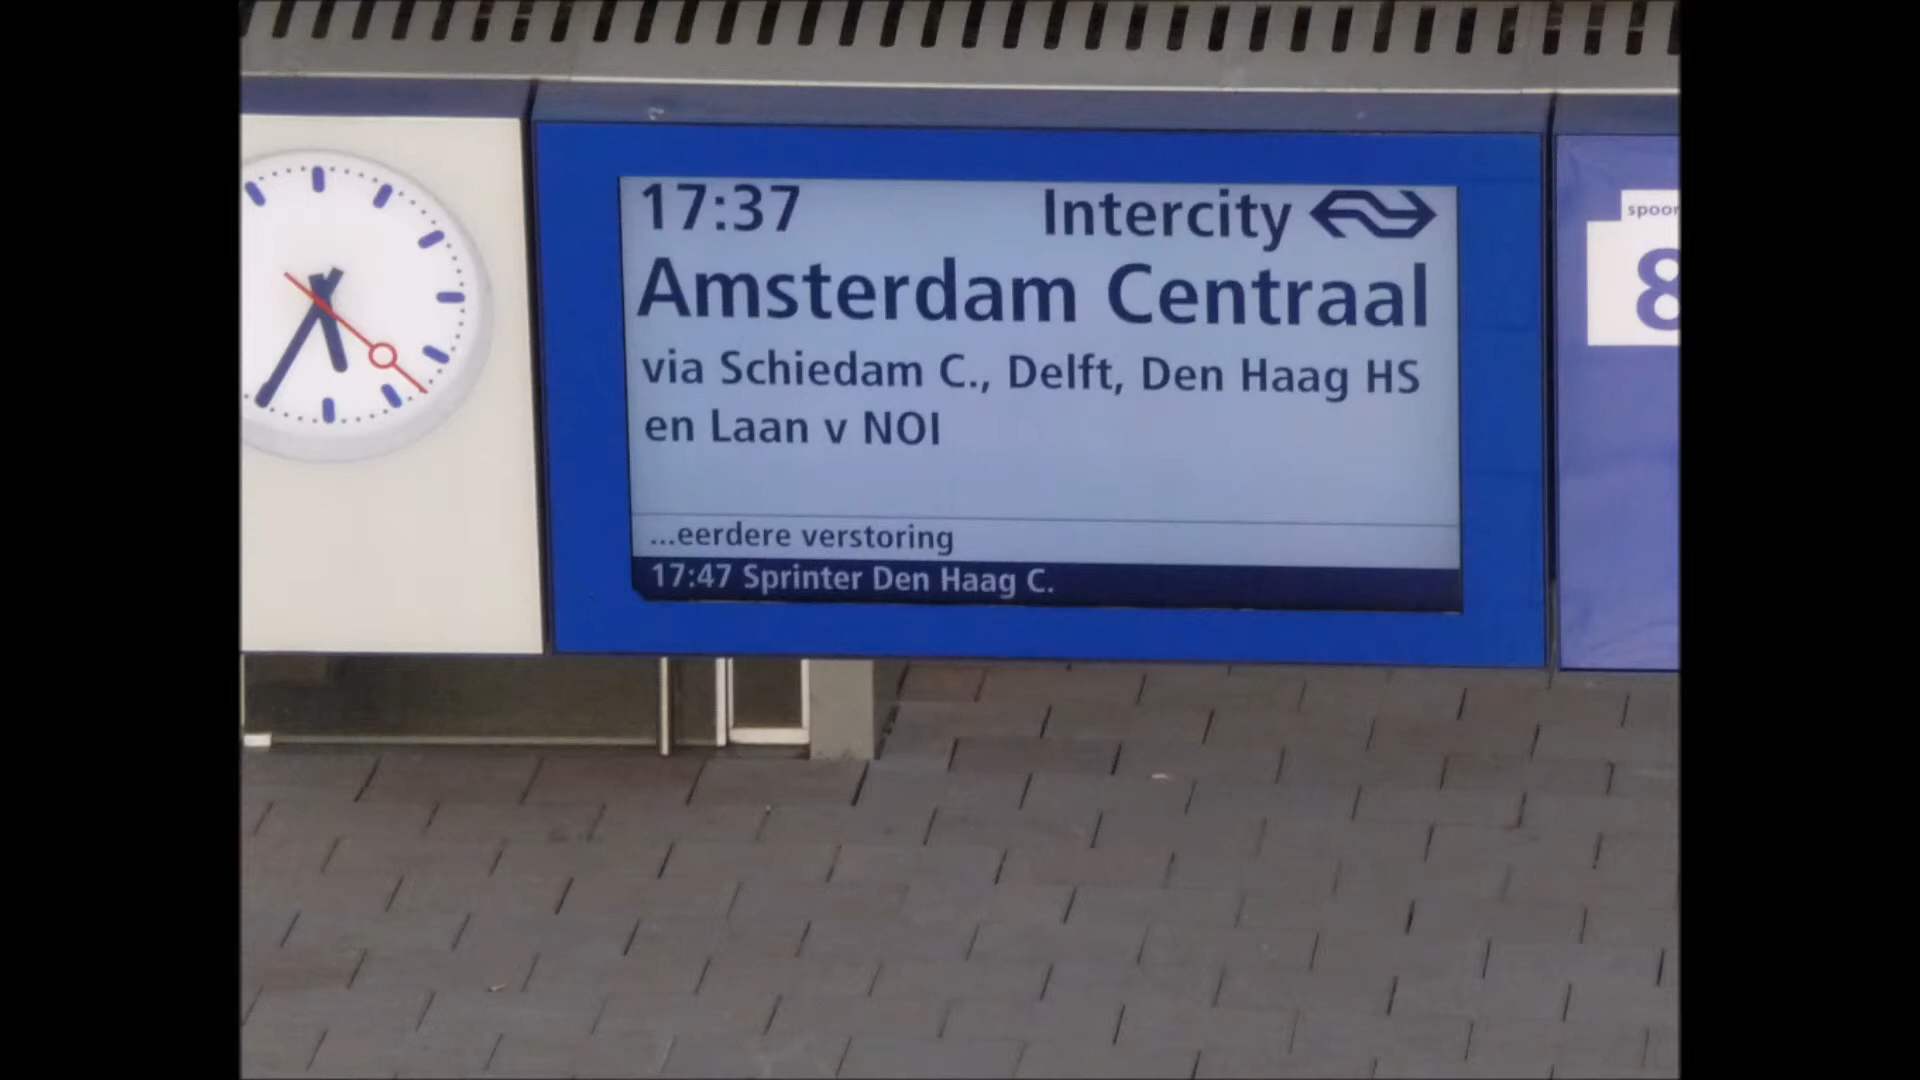 17:37 Intercity
Amsterdam Centraal
via Schiedam C., Delft, Den Haag HS
en Laan v NOI
...eerdere verstoring
17:47 Sprinter Den Haag C.
spoor
8